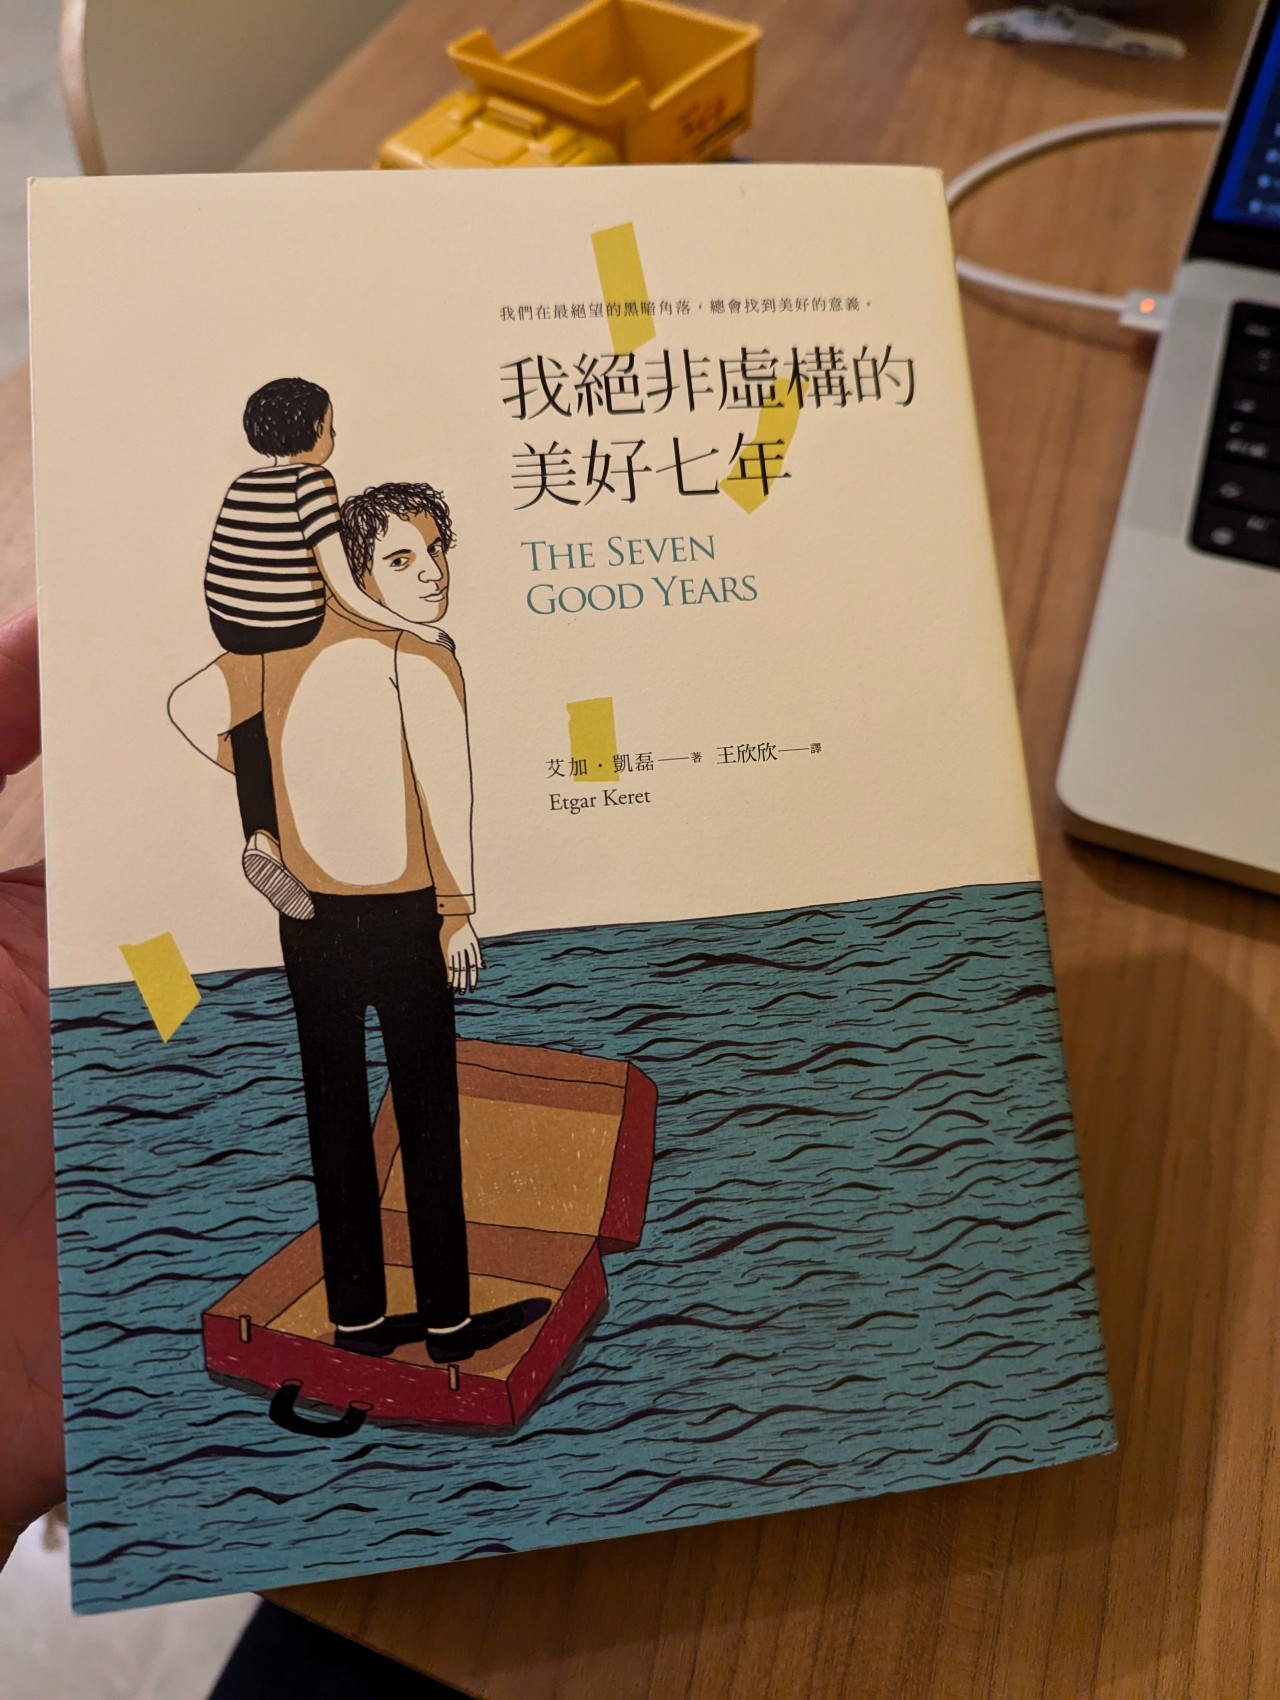 我們在最絕望的黑暗角落，總會找到美好的意義。
我絕非虛構的
美好七年
THE SEVEN
GOOD YEARS
艾加．凱磊——著 王欣欣——譯
Etgar Keret